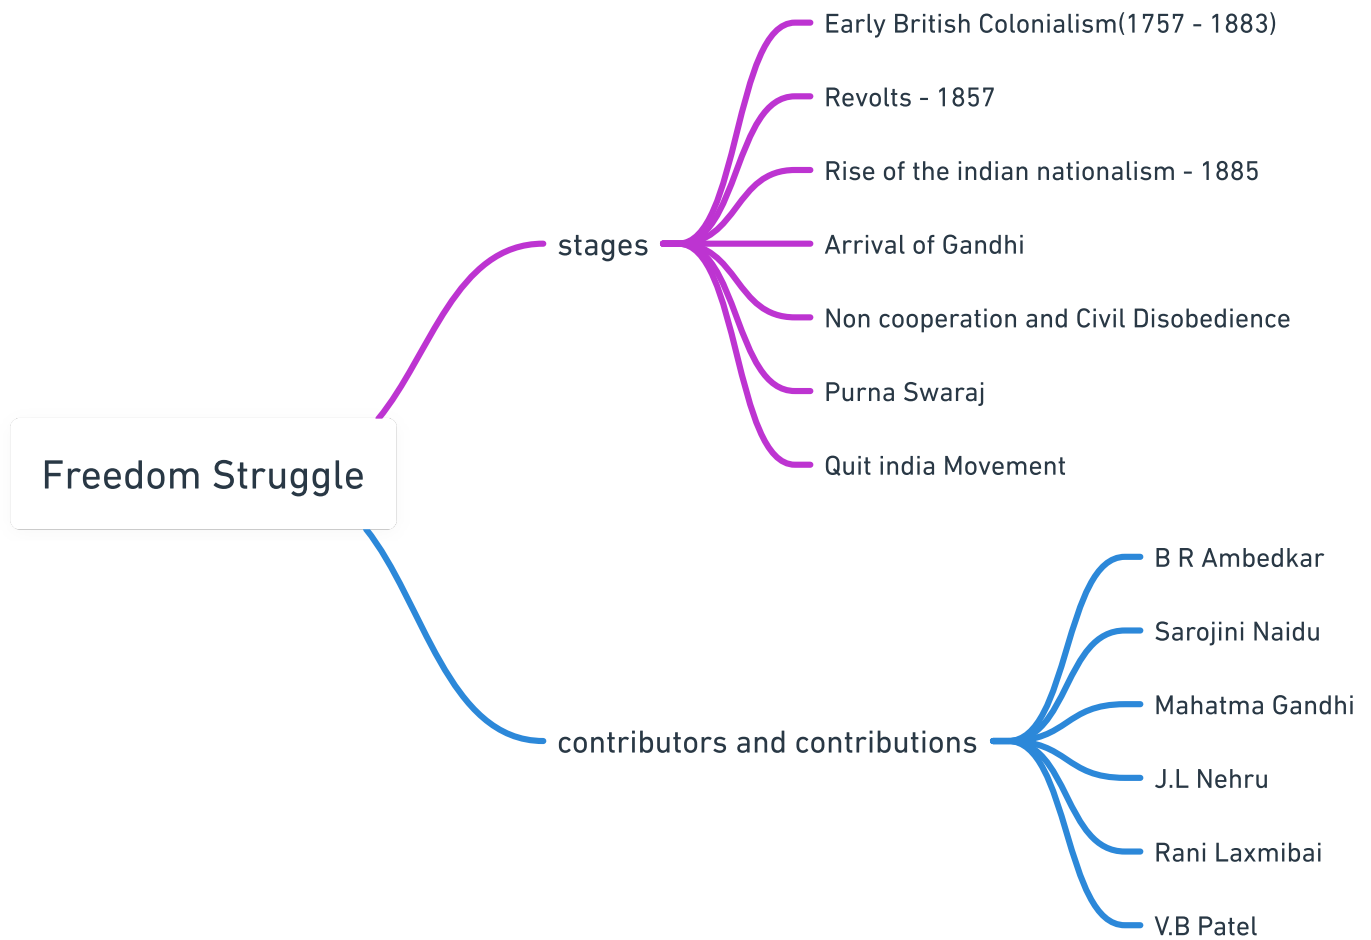 Freedom Struggle
stages
Early British Colonialism(1757 - 1883)
Revolts - 1857
Rise of the indian nationalism - 1885
Arrival of Gandhi
Non cooperation and Civil Disobedience
Purna Swaraj
Quit india Movement
contributors and contributions
B R Ambedkar
Sarojini Naidu
Mahatma Gandhi
J.L Nehru
Rani Laxmibai
V.B Patel